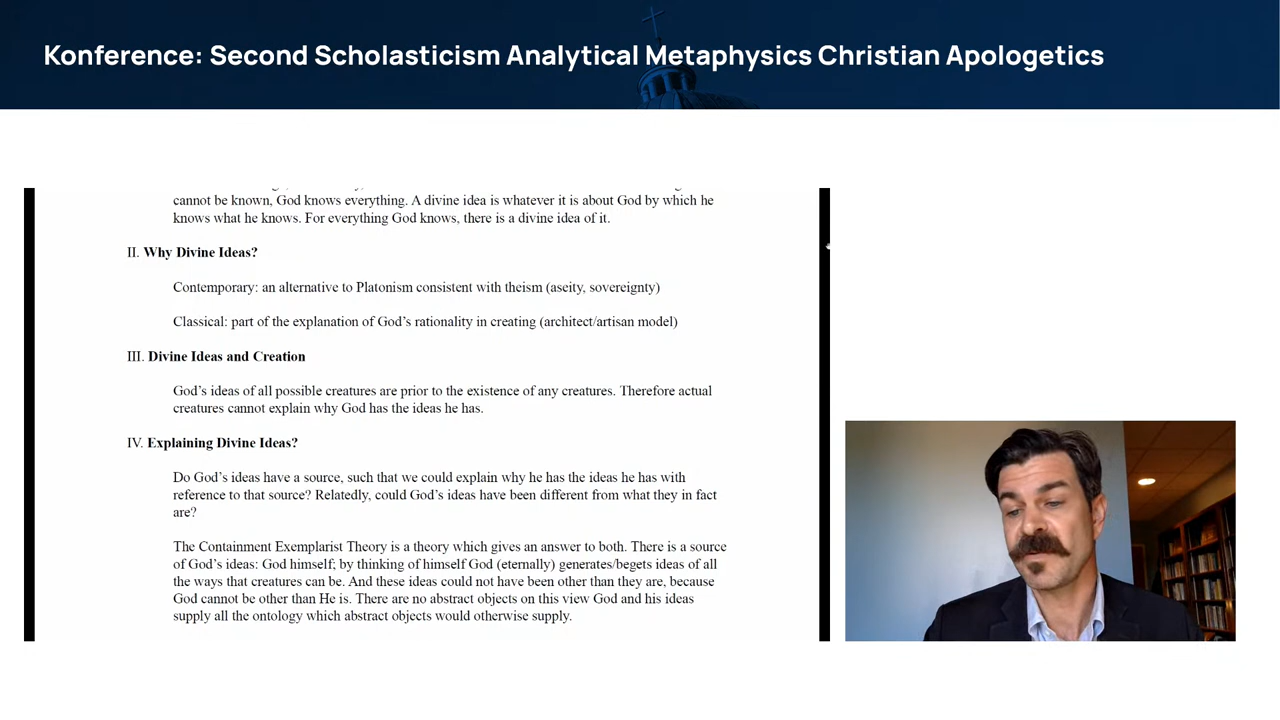 Konference: Second Scholasticism Analytical Metaphysics Christian Apologetics
cannot be known, God knows everything. A divine idea is whatever it is about God by which he
knows what he knows. For everything God knows, there is a divine idea of it.
II. Why Divine Ideas?
Contemporary: an alternative to Platonism consistent with theism (aseity, sovereignty)
Classical: part of the explanation of God's rationality in creating (architect/artisan model)
III. Divine Ideas and Creation
God's ideas of all possible creatures are prior to the existence of any creatures. Therefore actual
creatures cannot explain why God has the ideas he has.
IV. Explaining Divine Ideas?
Do God's ideas have a source, such that we could explain why he has the ideas he has with
reference to that source? Relatedly, could God's ideas have been different from what they in fact
are?
The Containment Exemplarist Theory is a theory which gives an answer to both. There is a source
of God's ideas: God himself; by thinking of himself God (eternally) generates/begets ideas of all
the ways that creatures can be. And these ideas could not have been other than they are, because
God cannot be other than He is. There are no abstract objects on this view God and his ideas
supply all the ontology which abstract objects would otherwise supply.